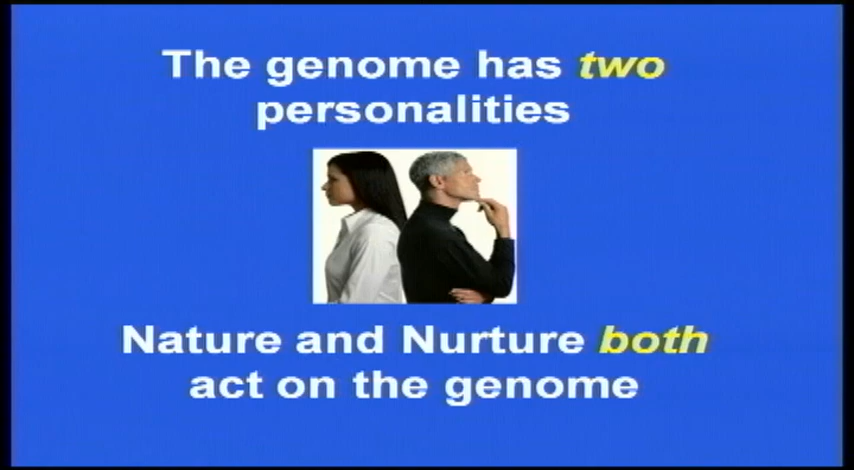 The genome has two
personalities
Nature and Nurture both
act on the genome